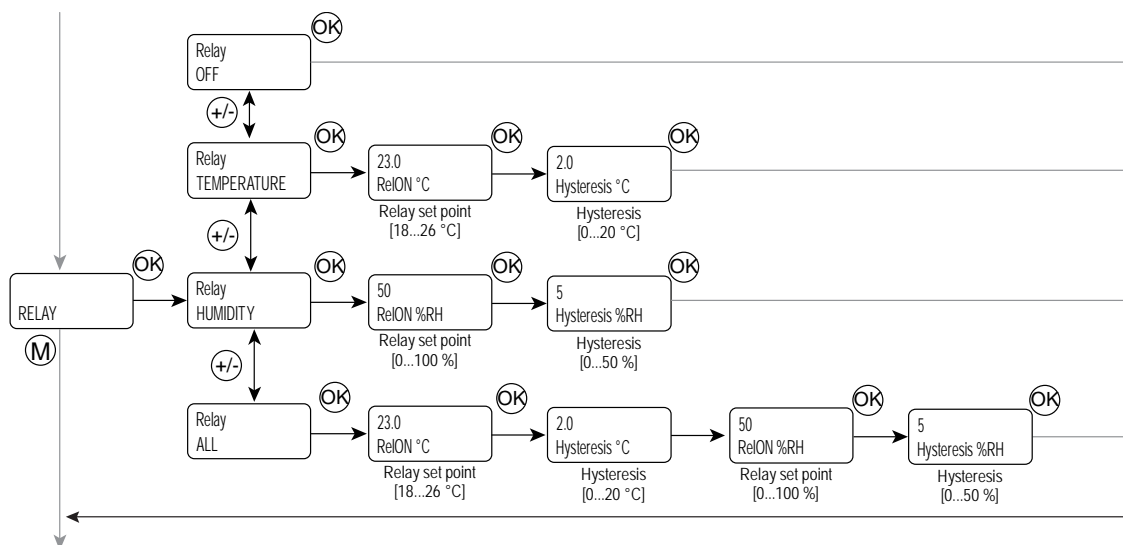 OK
Relay
OFF
+/-
OK
OK
OK
Relay
TEMPERATURE
23.0
RelON °C
2.0
Hysteresis °C
Relay set point
[18...26 °C]
Hysteresis
[0...20 °C]
+/-
OK
OK
OK
OK
RELAY
Relay
HUMIDITY
50
RelON %RH
5
Hysteresis %RH
Relay set point
[0...100 %]
Hysteresis
[0...50 %]
M
+/-
OK
OK
OK
OK
Relay
ALL
23.0
RelON °C
2.0
Hysteresis °C
50
RelON %RH
5
Hysteresis %RH
Relay set point
[18...26 °C]
Hysteresis
[0...20 °C]
Relay set point
[0...100 %]
Hysteresis
[0...50 %]